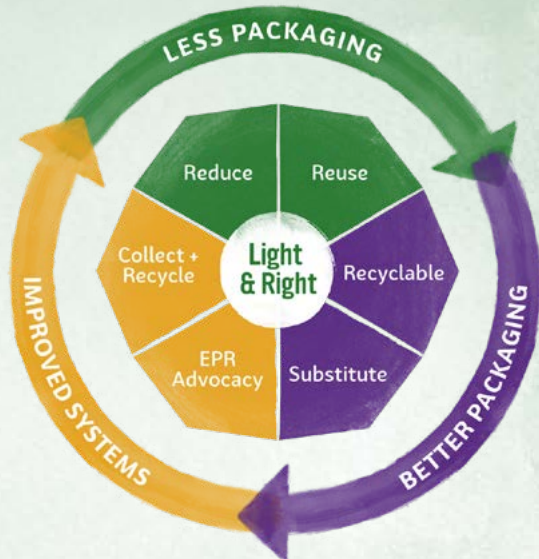 LESS PACKAGING
Reduce
Reuse
Collect +
Recycle
Light
& Right
Recyclable
EPR
Advocacy
Substitute
IMPROVED SYSTEMS
BETTER PACKAGING